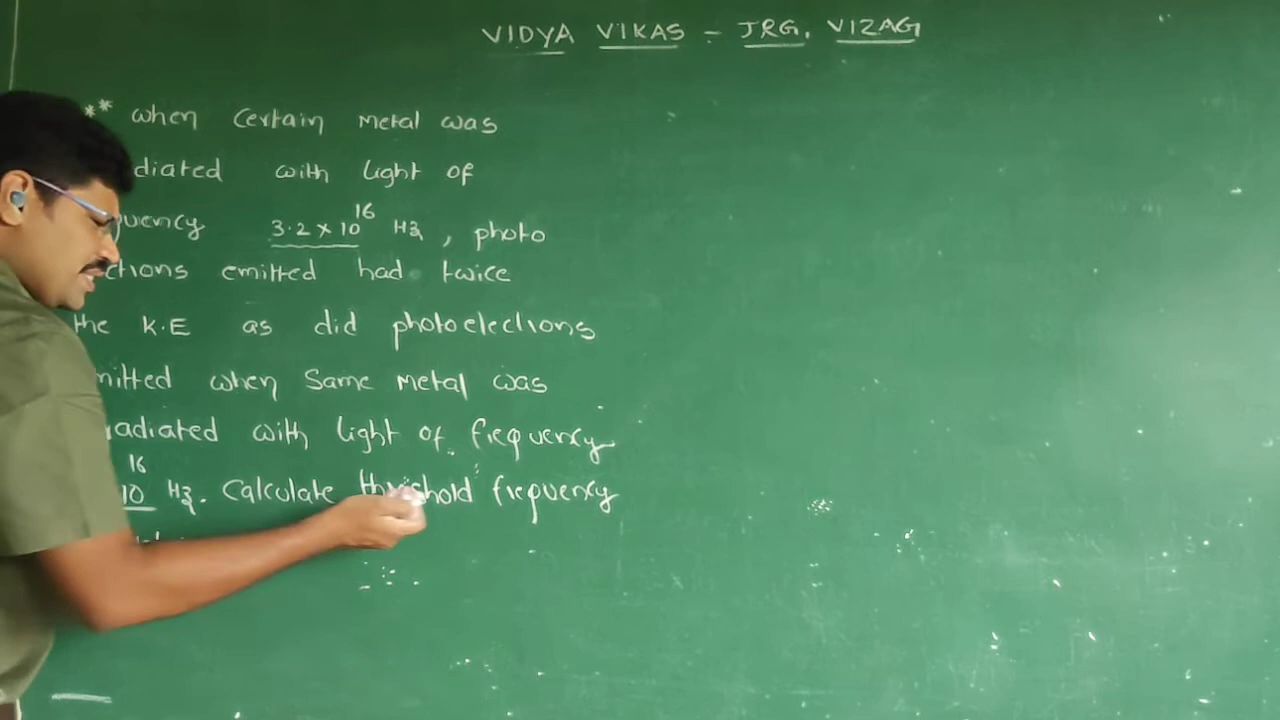 VIDYA VIKAS - JRG, VIZAG
** When certain metal was
diated with light of
quency 3.2 × 10^16 Hz, photo
ctions emitted had twice
the K.E as did photoelections
mitted when same metal was
radiated with light of frequency
10^16 Hz. Calculate threshold frequency